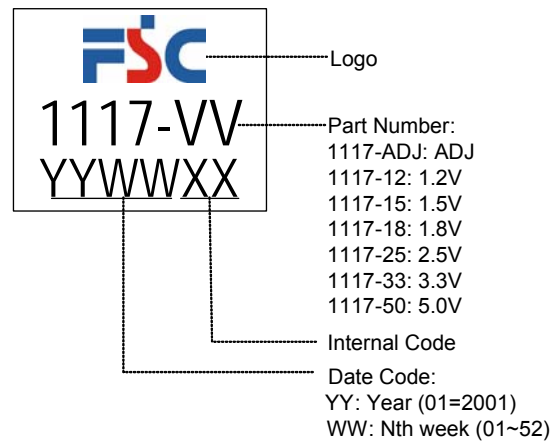 FSC
1117-VV
YYWWXX
Logo
Part Number:
1117-ADJ: ADJ
1117-12: 1.2V
1117-15: 1.5V
1117-18: 1.8V
1117-25: 2.5V
1117-33: 3.3V
1117-50: 5.0V
Internal Code
Date Code:
YY: Year (01=2001)
WW: Nth week (01~52)